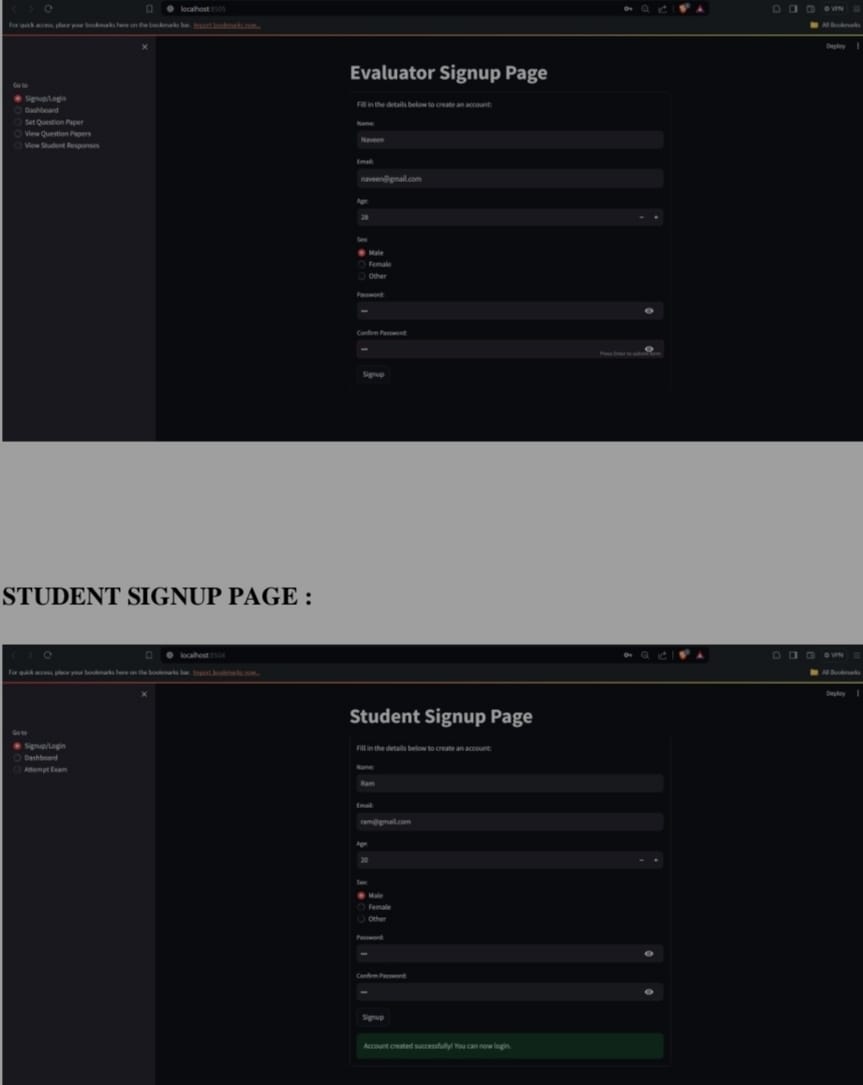 localhost:8505
For quick access, place your bookmarks here on the bookmarks bar. Import bookmarks now...
VPN
All Bookmarks
Deploy
Go to
Signup/Login
Dashboard
Set Question Paper
View Question Papers
View Student Responses
Evaluator Signup Page
Fill in the details below to create an account:
Name:
Naveen
Email:
naveen@gmail.com
Age:
28
Sex:
Male
Female
Other
Password:
Confirm Password:
Press Enter to submit form
Signup
STUDENT SIGNUP PAGE :
localhost:8504
For quick access, place your bookmarks here on the bookmarks bar. Import bookmarks now...
VPN
All Bookmarks
Deploy
Go to
Signup/Login
Dashboard
Attempt Exam
Student Signup Page
Fill in the details below to create an account:
Name:
Ram
Email:
ram@gmail.com
Age:
20
Sex:
Male
Female
Other
Password:
Confirm Password:
Signup
Account created successfully! You can now login.